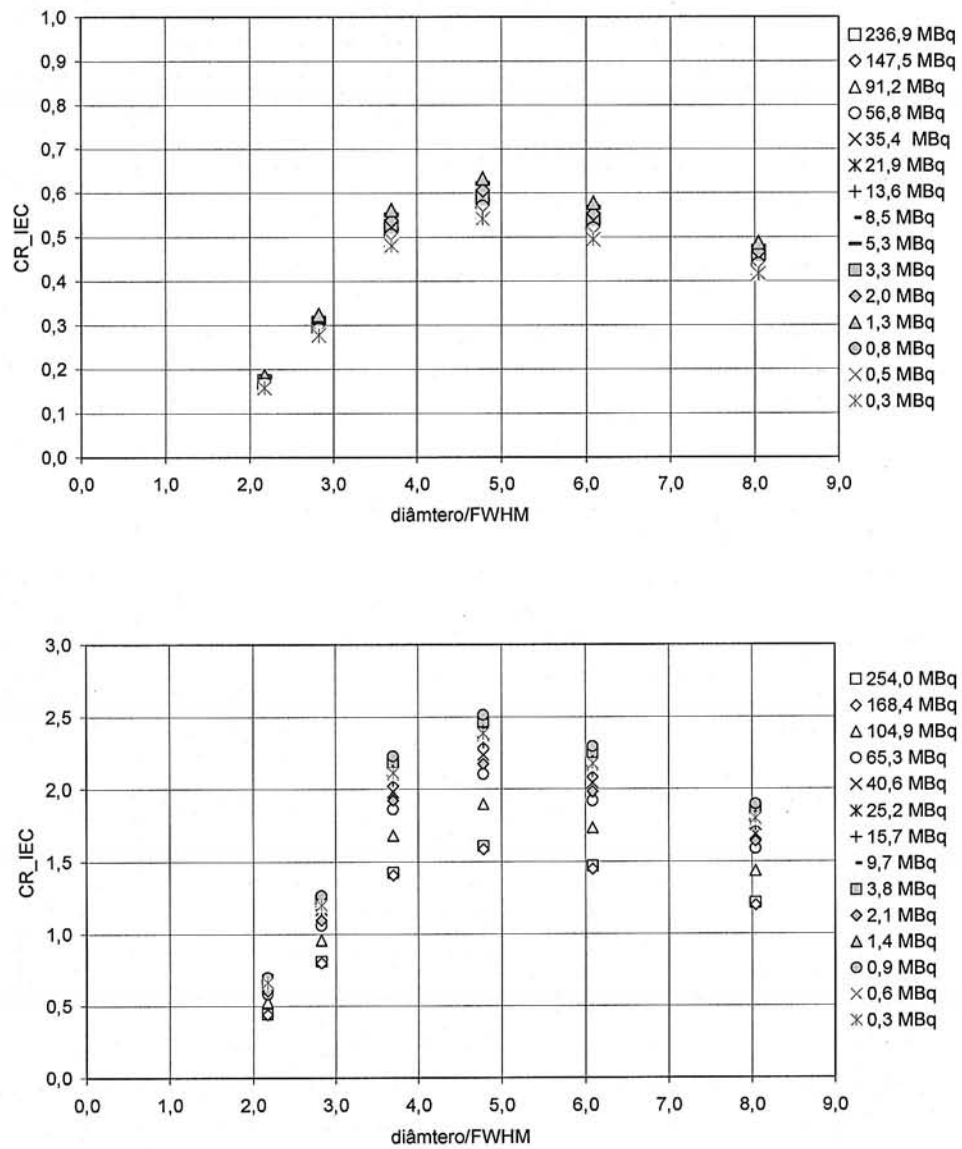 1,0
0,9
0,8
0,7
0,6
0,5
0,4
0,3
0,2
0,1
0,0
CR_IEC
0,0 1,0 2,0 3,0 4,0 5,0 6,0 7,0 8,0 9,0
diâmtero/FWHM
236,9 MBq
147,5 MBq
91,2 MBq
56,8 MBq
35,4 MBq
21,9 MBq
13,6 MBq
8,5 MBq
5,3 MBq
3,3 MBq
2,0 MBq
1,3 MBq
0,8 MBq
0,5 MBq
0,3 MBq
3,0
2,5
2,0
1,5
1,0
0,5
0,0
CR_IEC
0,0 1,0 2,0 3,0 4,0 5,0 6,0 7,0 8,0 9,0
diâmtero/FWHM
254,0 MBq
168,4 MBq
104,9 MBq
65,3 MBq
40,6 MBq
25,2 MBq
15,7 MBq
9,7 MBq
3,8 MBq
2,1 MBq
1,4 MBq
0,9 MBq
0,6 MBq
0,3 MBq